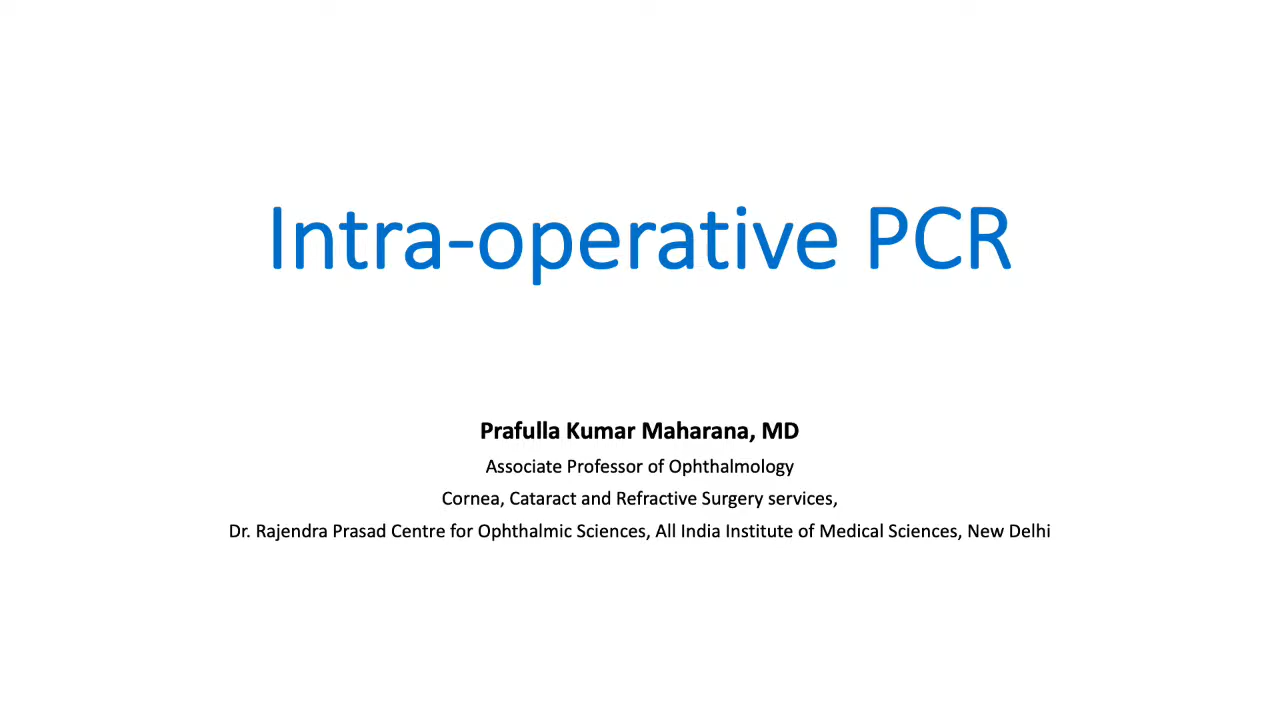 Intra-operative PCR
Prafulla Kumar Maharana, MD
Associate Professor of Ophthalmology
Cornea, Cataract and Refractive Surgery services,
Dr. Rajendra Prasad Centre for Ophthalmic Sciences, All India Institute of Medical Sciences, New Delhi